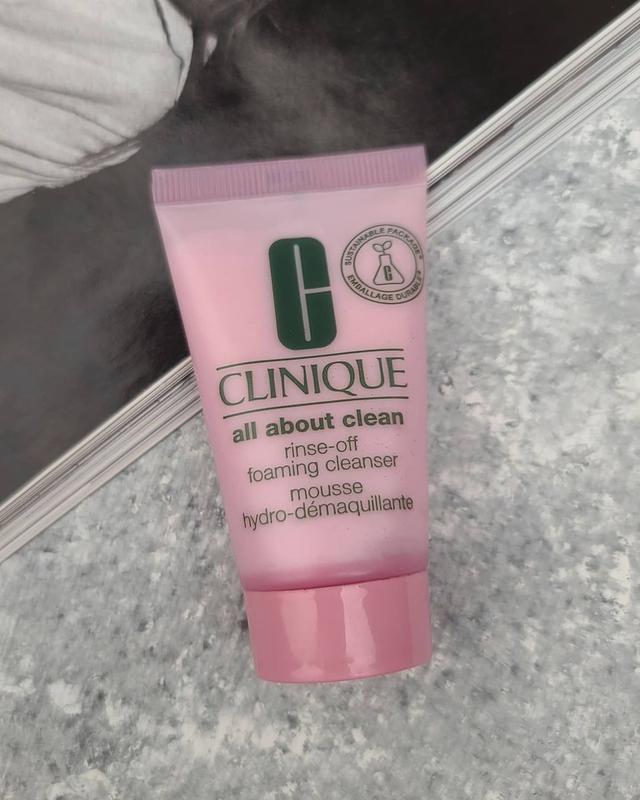 SUSTAINABLE PACKAGE*
EMBALLAGE DURABLE*
C
CLINIQUE
all about clean
rinse-off
foaming cleanser
mousse
hydro-démaquillante